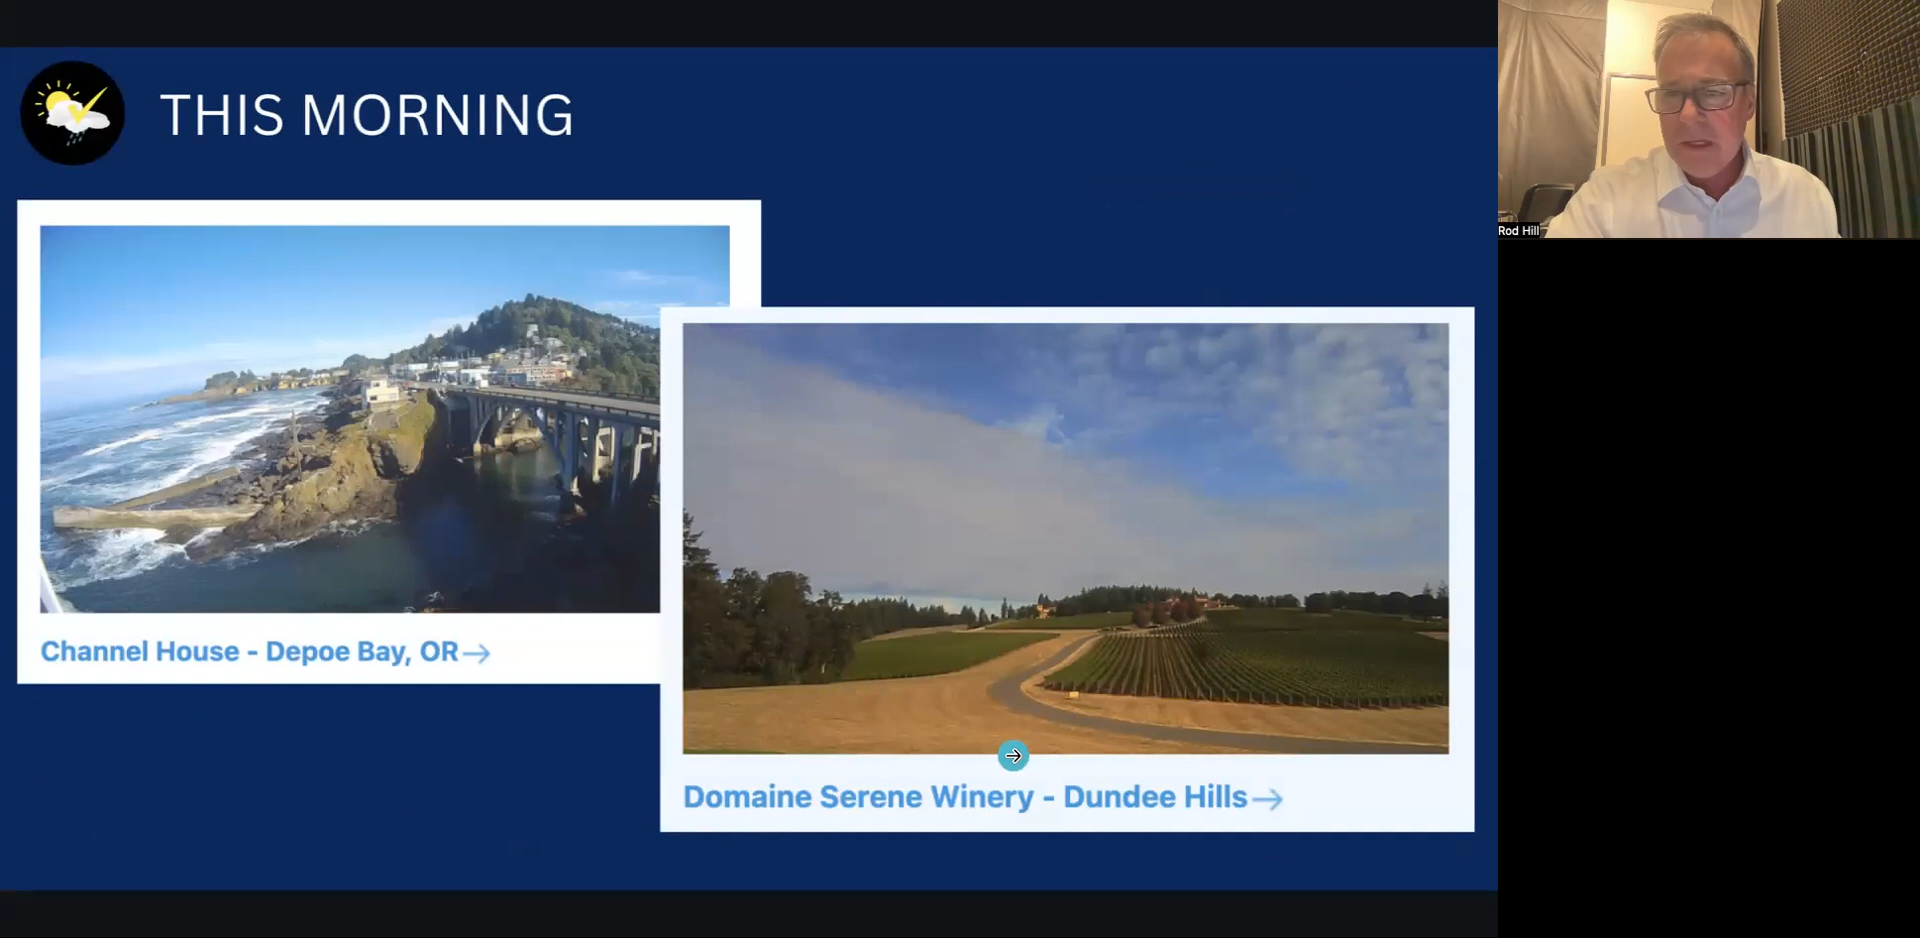 THIS MORNING
Rod Hill
Channel House - Depoe Bay, OR→
Domaine Serene Winery - Dundee Hills→